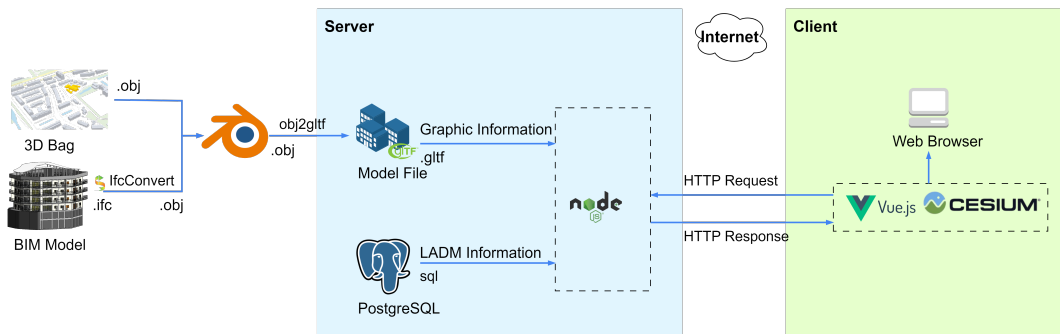 Server
Internet
Client
.obj
3D Bag
IfcConvert
.ifc
.obj
BIM Model
obj2gltf
.obj
Graphic Information
.gltf
glTF
Model File
LADM Information
sql
PostgreSQL
node
JS
HTTP Request
HTTP Response
Web Browser
Vue.js
CESIUM